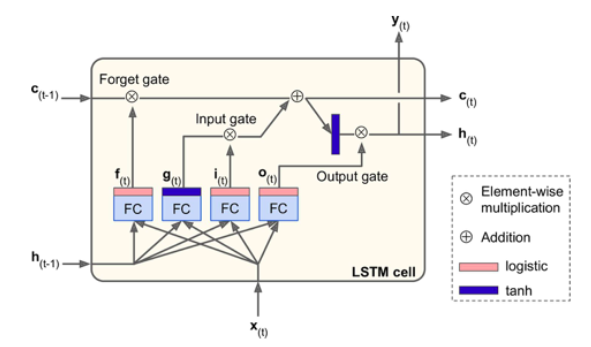 y(t)
Forget gate
c(t-1)
c(t)
Input gate
h(t)
f(t)
g(t)
i(t)
o(t)
Output gate
FC
FC
FC
FC
h(t-1)
LSTM cell
x(t)
Element-wise
multiplication
Addition
logistic
tanh